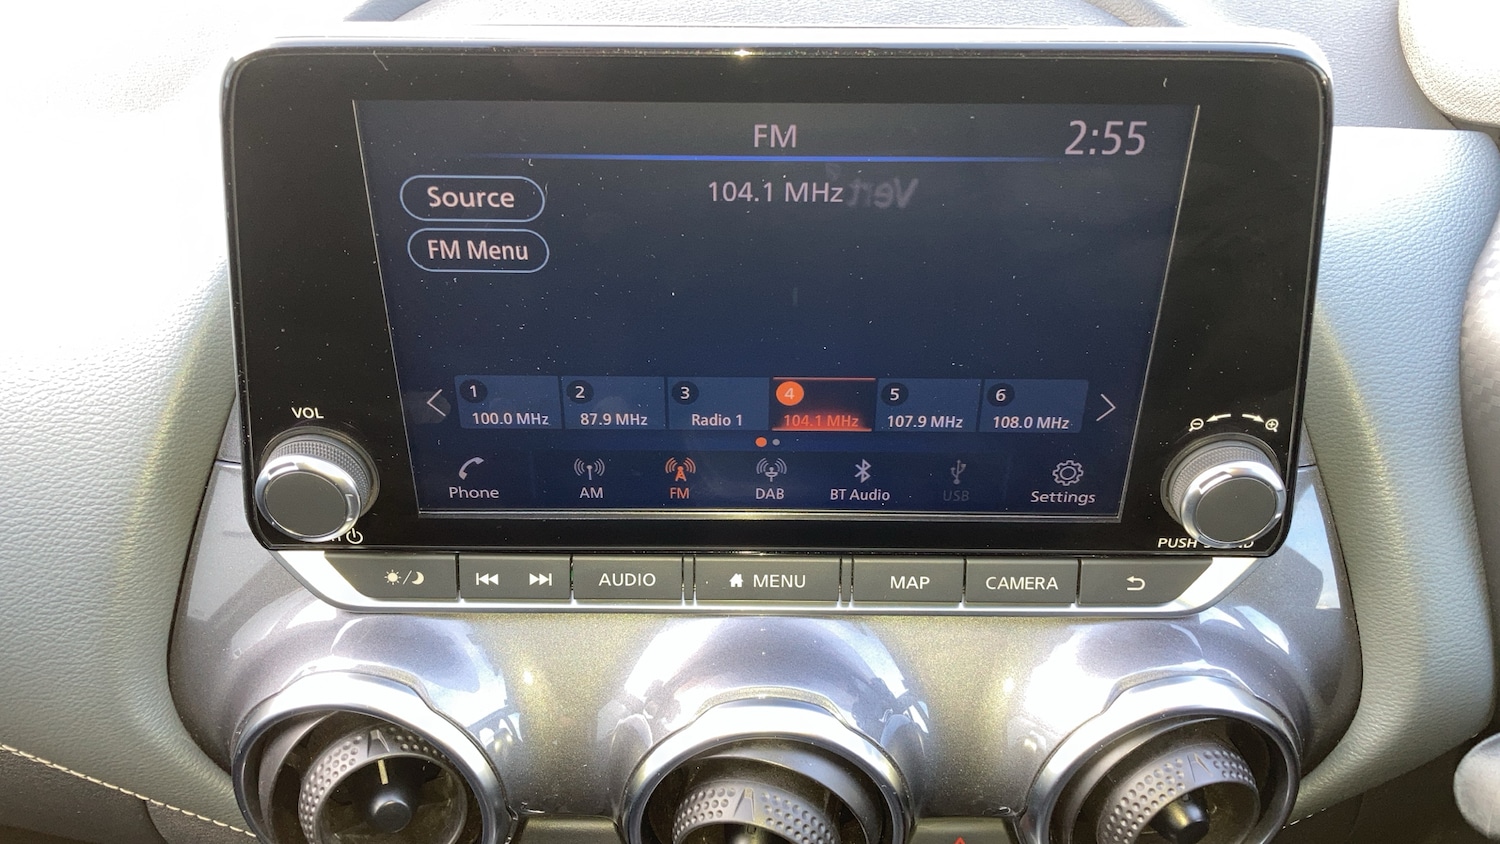 FM
2:55
Source
104.1 MHz
FM Menu
1
2
3
4
5
6
100.0 MHz
87.9 MHz
Radio 1
104.1 MHz
107.9 MHz
108.0 MHz
VOL
Phone
AM
FM
DAB
BT Audio
USB
Settings
PUSH
AUDIO
MENU
MAP
CAMERA